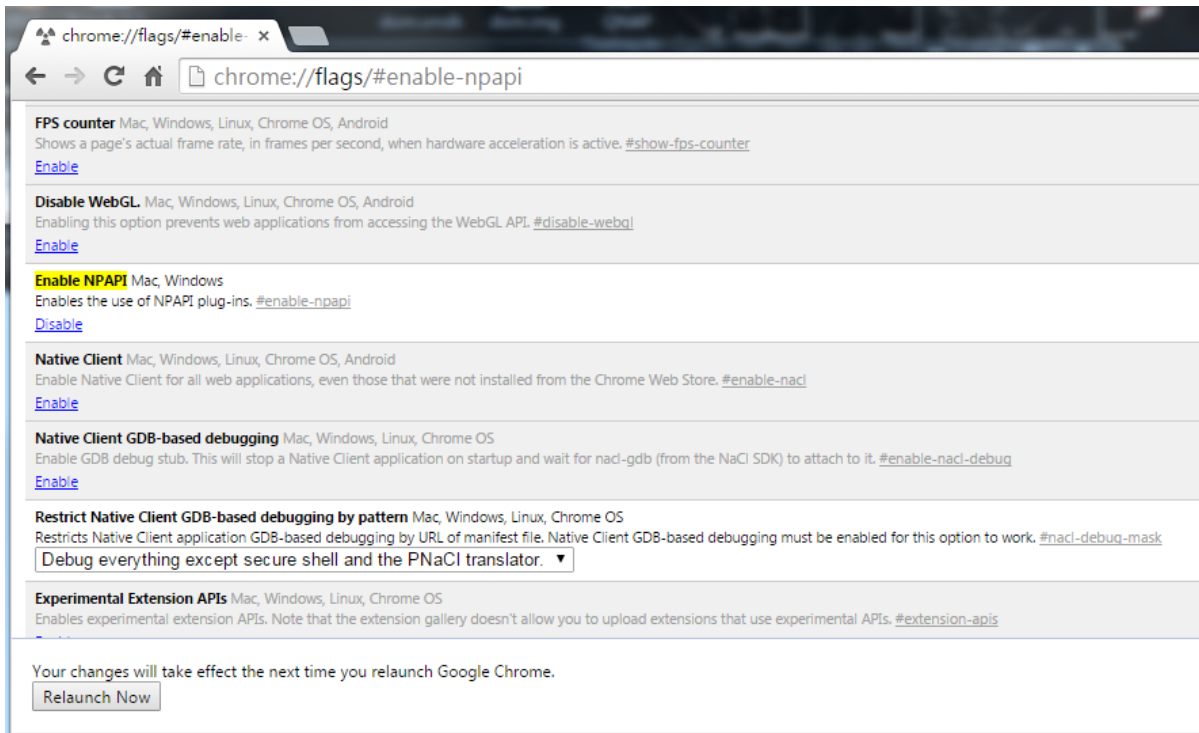 chrome://flags/#enable-
chrome://flags/#enable-npapi
FPS counter Mac, Windows, Linux, Chrome OS, Android
Shows a page's actual frame rate, in frames per second, when hardware acceleration is active. #show-fps-counter
Enable
Disable WebGL. Mac, Windows, Linux, Chrome OS, Android
Enabling this option prevents web applications from accessing the WebGL API. #disable-webgl
Enable
Enable NPAPI Mac, Windows
Enables the use of NPAPI plug-ins. #enable-npapi
Disable
Native Client Mac, Windows, Linux, Chrome OS, Android
Enable Native Client for all web applications, even those that were not installed from the Chrome Web Store. #enable-nacl
Enable
Native Client GDB-based debugging Mac, Windows, Linux, Chrome OS
Enable GDB debug stub. This will stop a Native Client application on startup and wait for nacl-gdb (from the NaCl SDK) to attach to it. #enable-nacl-debug
Enable
Restrict Native Client GDB-based debugging by pattern Mac, Windows, Linux, Chrome OS
Restricts Native Client application GDB-based debugging by URL of manifest file. Native Client GDB-based debugging must be enabled for this option to work. #nacl-debug-mask
Debug everything except secure shell and the PNaCl translator.
Experimental Extension APIs Mac, Windows, Linux, Chrome OS
Enables experimental extension APIs. Note that the extension gallery doesn't allow you to upload extensions that use experimental APIs. #extension-apis
Your changes will take effect the next time you relaunch Google Chrome.
Relaunch Now